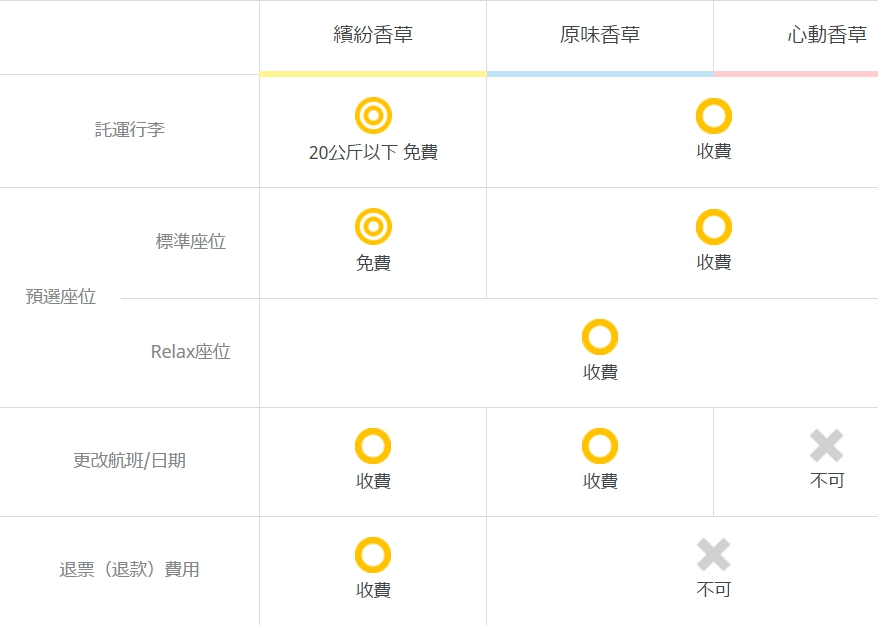 繽紛香草
原味香草
心動香草
託運行李
20公斤以下 免費
收費
預選座位
標準座位
免費
收費
Relax座位
收費
更改航班/日期
收費
收費
不可
退票（退款）費用
收費
不可